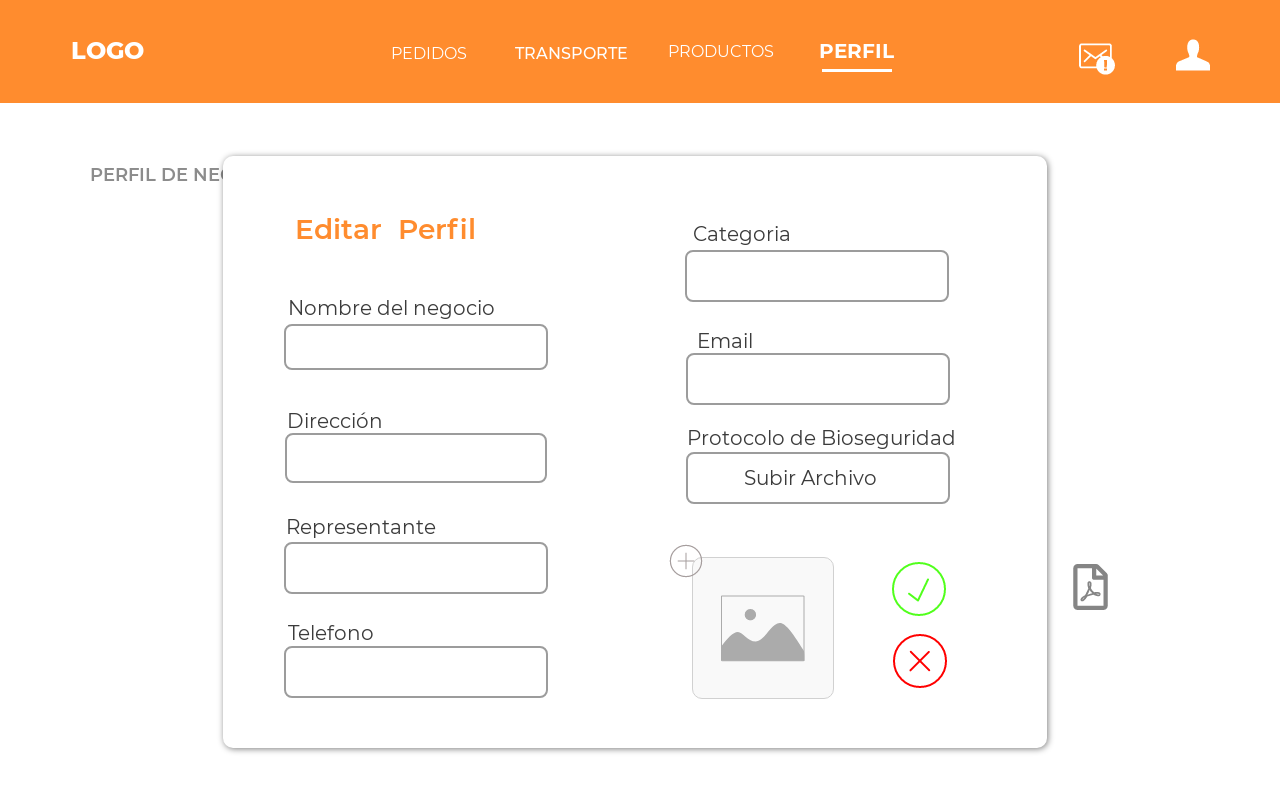 LOGO
PEDIDOS
TRANSPORTE
PRODUCTOS
PERFIL
PERFIL DE
Editar Perfil
Nombre del negocio
Dirección
Representante
Telefono
Categoria
Email
Protocolo de Bioseguridad
Subir Archivo